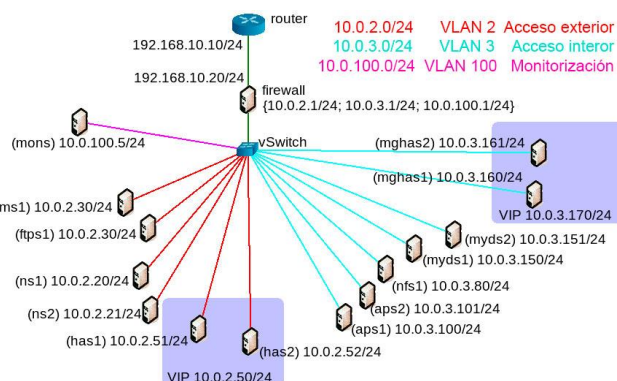 router
10.0.2.0/24 VLAN 2 Acceso exterior
192.168.10.10/24
10.0.3.0/24 VLAN 3 Acceso interor
10.0.100.0/24 VLAN 100 Monitorización
192.168.10.20/24
firewall
{10.0.2.1/24; 10.0.3.1/24; 10.0.100.1/24}
(mons) 10.0.100.5/24
vSwitch
(mghas2) 10.0.3.161/24
(mghas1) 10.0.3.160/24
VIP 10.0.3.170/24
ms1) 10.0.2.30/24
(ftps1) 10.0.2.30/24
(myds2) 10.0.3.151/24
(myds1) 10.0.3.150/24
(ns1) 10.0.2.20/24
(nfs1) 10.0.3.80/24
(ns2) 10.0.2.21/24
(aps2) 10.0.3.101/24
(aps1) 10.0.3.100/24
(has1) 10.0.2.51/24
(has2) 10.0.2.52/24
VIP 10.0.2.50/24